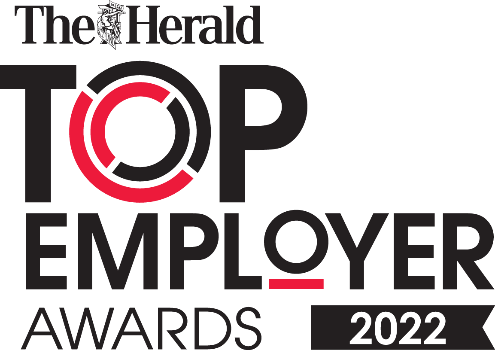 The Herald
TOP
EMPLOYER
AWARDS 2022